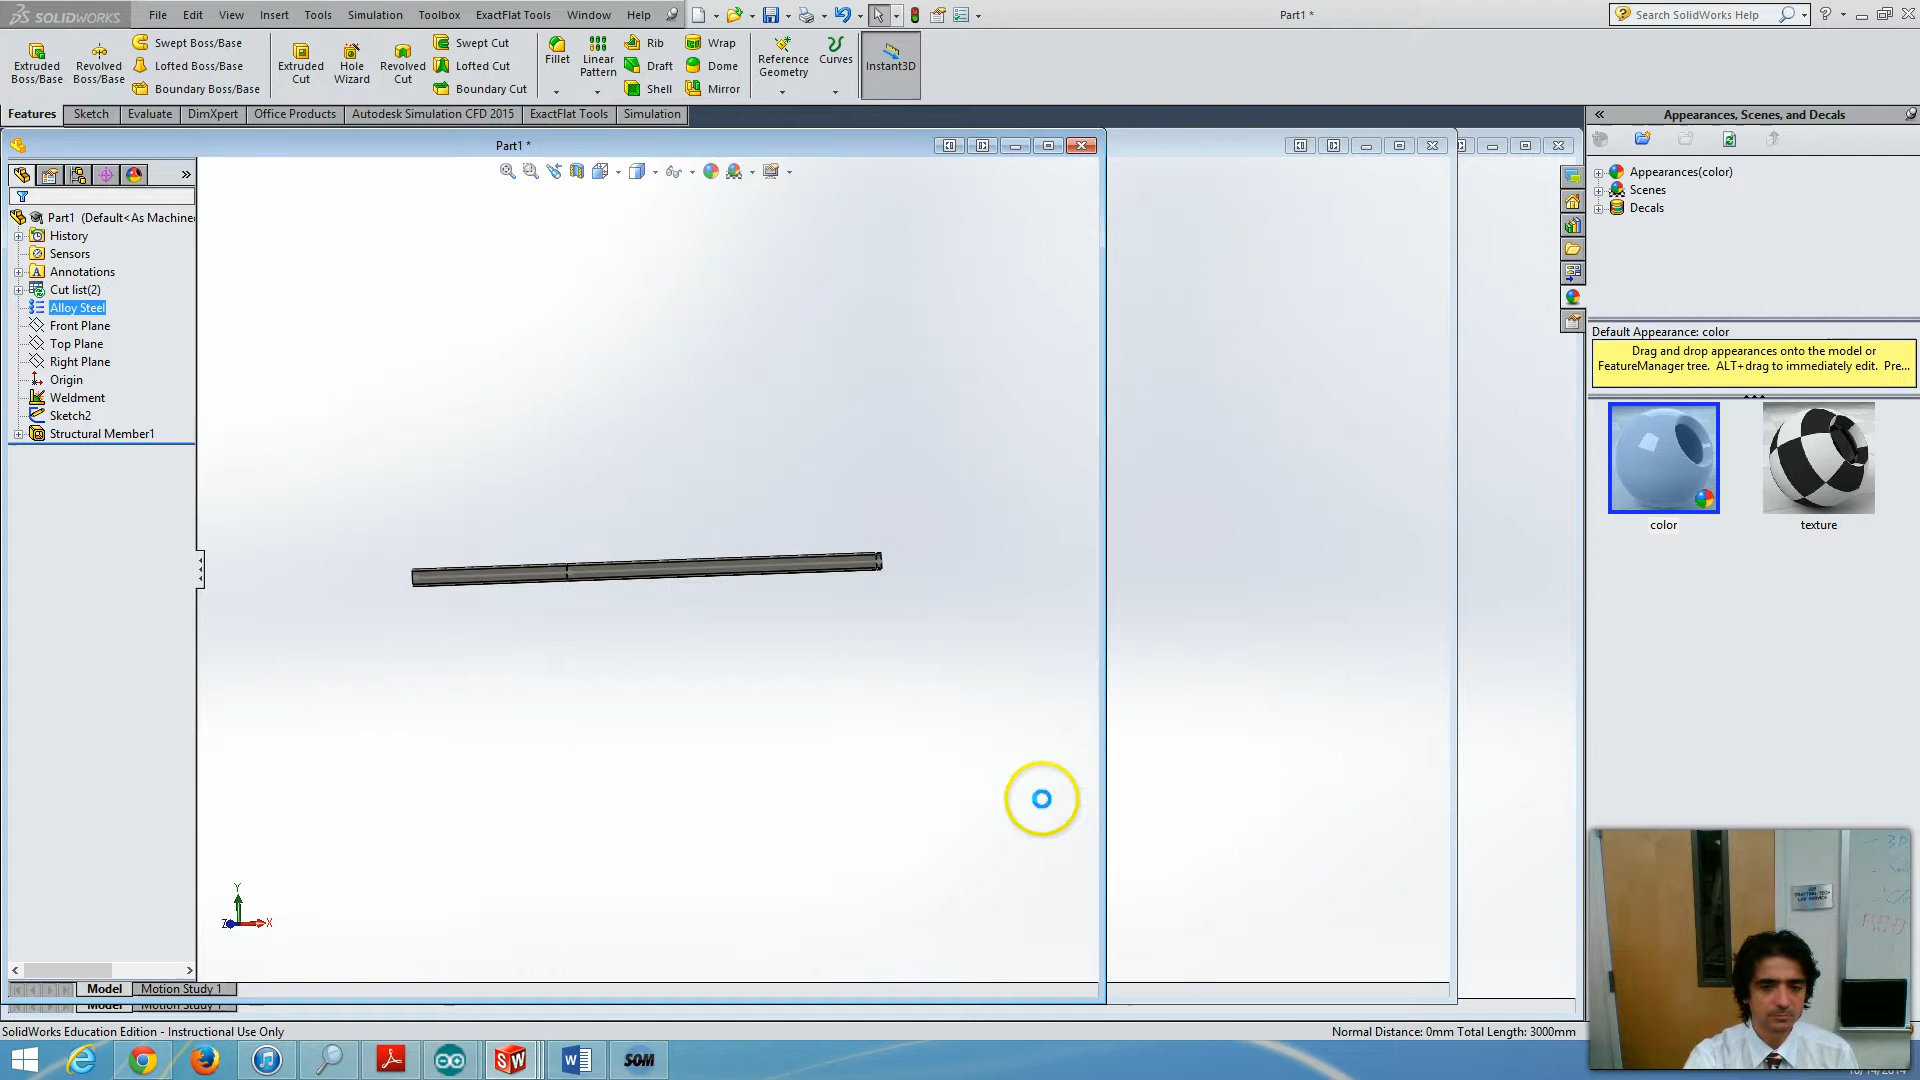 SOLIDWORKS File Edit View Insert Tools Simulation Toolbox ExactFlat Tools Window Help Part1 * Search SolidWorks Help
Extruded Boss/Base
Revolved Boss/Base
Swept Boss/Base
Lofted Boss/Base
Boundary Boss/Base
Extruded Cut
Hole Wizard
Revolved Cut
Swept Cut
Lofted Cut
Boundary Cut
Fillet
Linear Pattern
Rib
Draft
Shell
Wrap
Dome
Mirror
Reference Geometry
Curves
Instant3D
Features Sketch Evaluate DimXpert Office Products Autodesk Simulation CFD 2015 ExactFlat Tools Simulation
Part1 *
Part1 (Default<As Machine
History
Sensors
Annotations
Cut list(2)
Alloy Steel
Front Plane
Top Plane
Right Plane
Origin
Weldment
Sketch2
Structural Member1
Y
X
Z
Model Motion Study 1
Model Motion Study 1
Appearances, Scenes, and Decals
Appearances(color)
Scenes
Decals
Default Appearance: color
Drag and drop appearances onto the model or
FeatureManager tree. ALT+drag to immediately edit. Pre...
color texture
SolidWorks Education Edition - Instructional Use Only
Normal Distance: 0mm Total Length: 3000mm
SW
SOM